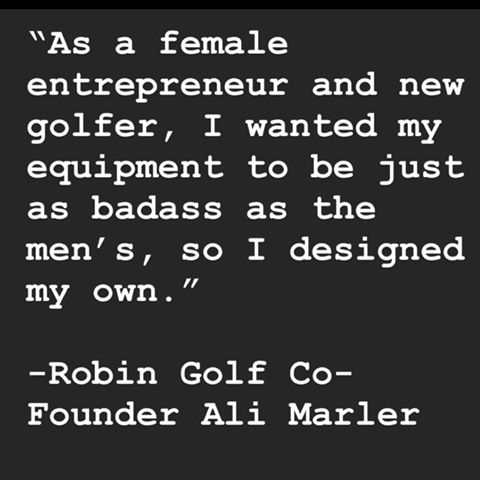 “As a female
entrepreneur and new
golfer, I wanted my
equipment to be just
as badass as the
men’s, so I designed
my own.”
-Robin Golf Co-
Founder Ali Marler